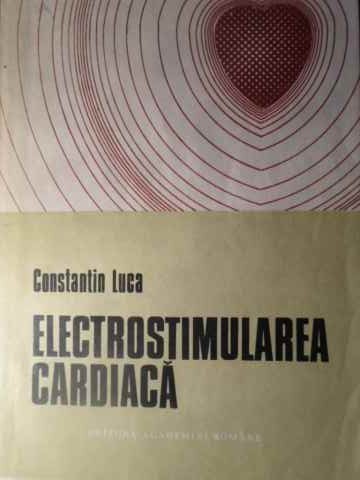 Constantin Luca
ELECTROSTIMULAREA
CARDIACĂ
EDITURA ACADEMIEI ROMÂNE